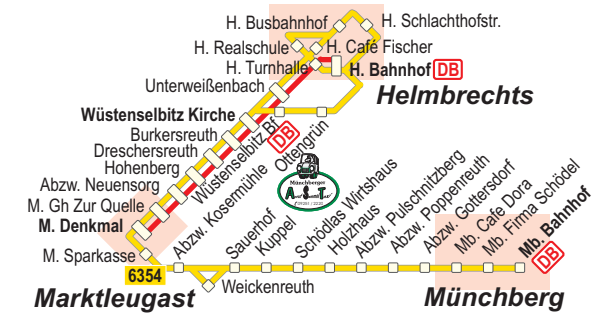 H. Busbahnhof
H. Schlachthofstr.
H. Realschule
H. Café Fischer
H. Turnhalle
H. Bahnhof DB
Unterweißenbach
Helmbrechts
Wüstenselbitz Kirche
Burkersreuth
Wüstenselbitz Bf
DB
Ottengrün
Dreschersreuth
Hohenberg
Abzw. Neuensorg
M. Gh Zur Quelle
M. Denkmal
M. Sparkasse
Münchberger
6354
Marktleugast
Abzw. Kosermühle
Weickenreuth
Sauerhof
Kuppel
Schödlas Wirtshaus
Holzhaus
Abzw. Pulschnitzberg
Abzw. Poppenreuth
Abzw. Gottersdorf
Mb. Cafe Dora
Mb. Firma Schödel
Mb. Bahnhof
DB
Münchberg